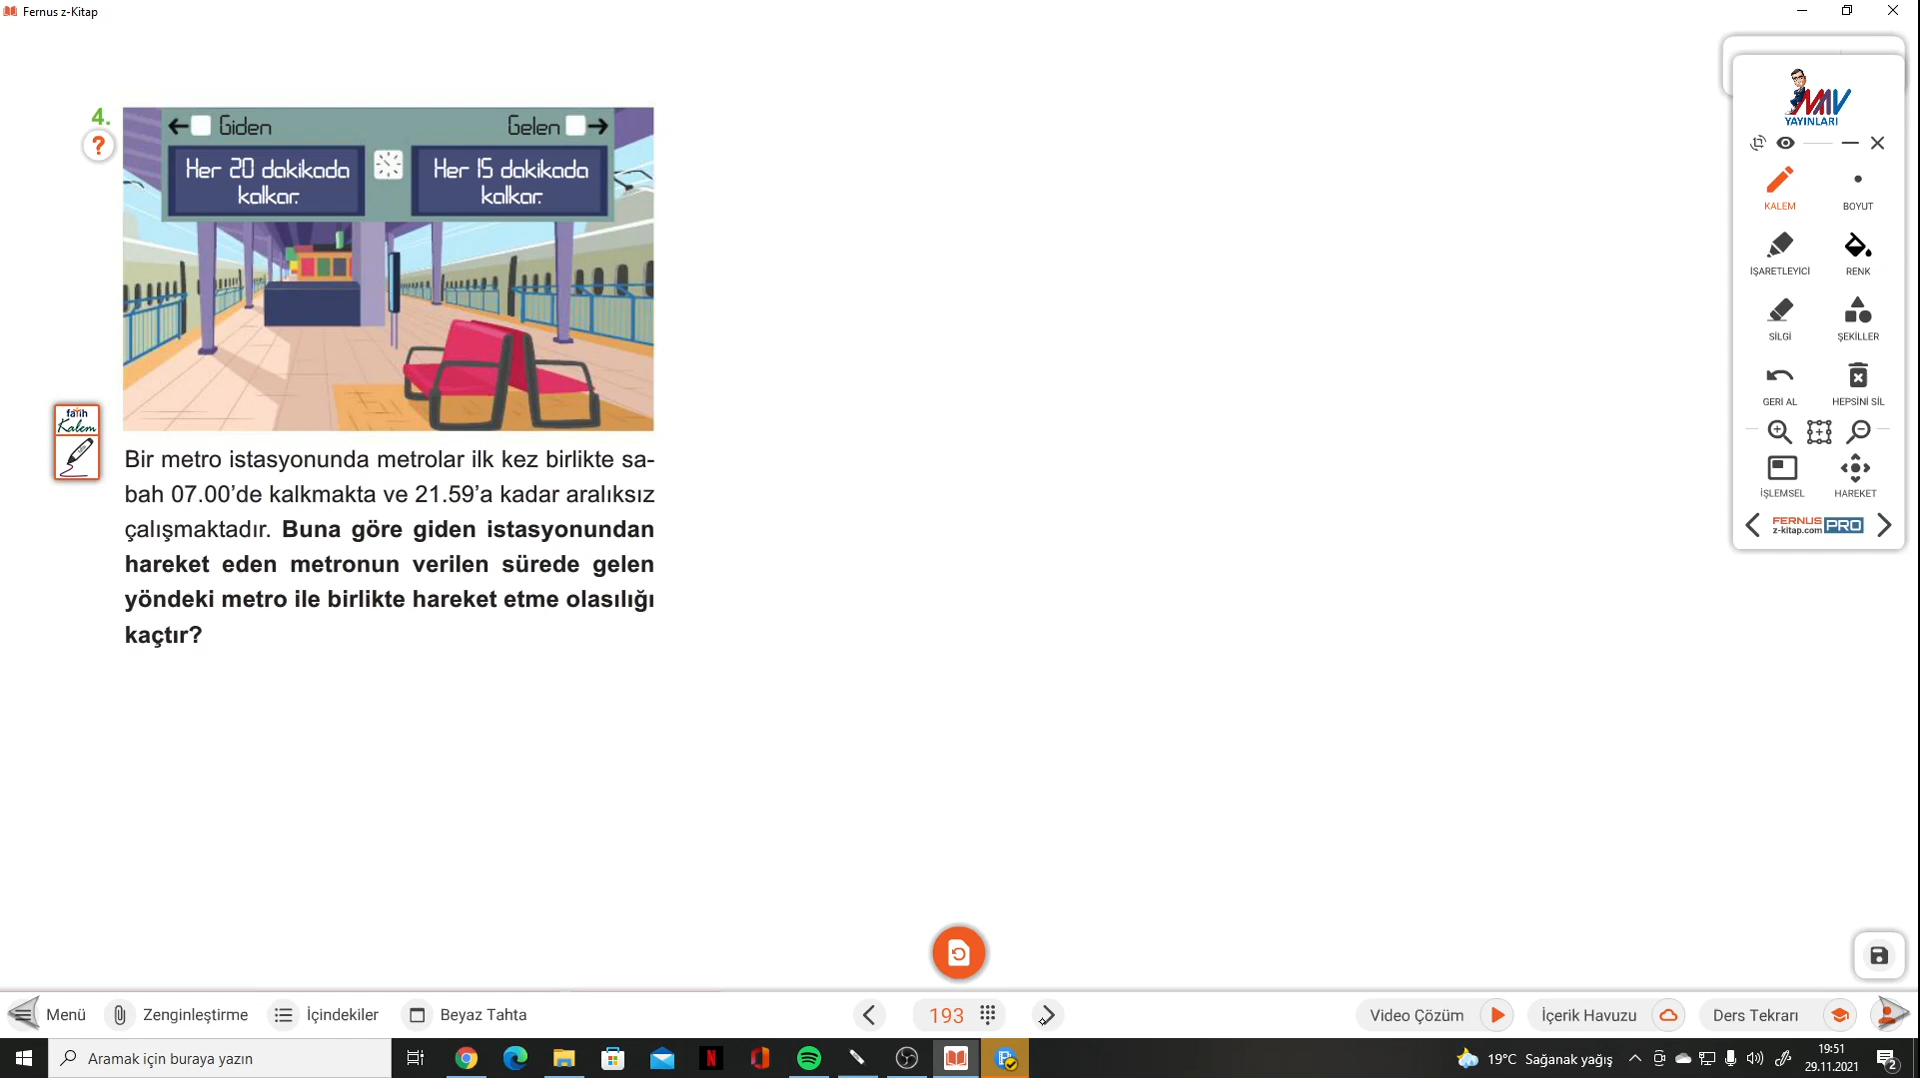 Fernus z-Kitap
4.
?
Giden
Gelen
Her 20 dakikada
kalkar.
Her 15 dakikada
kalkar.
fatih
Kalem
Bir metro istasyonunda metrolar ilk kez birlikte sa-
bah 07.00'de kalkmakta ve 21.59'a kadar aralıksız
çalışmaktadır. Buna göre giden istasyonundan
hareket eden metronun verilen sürede gelen
yöndeki metro ile birlikte hareket etme olasılığı
kaçtır?
YAYINLARI
KALEM
BOYUT
İŞARETLEYİCİ
RENK
SİLGİ
ŞEKİLLER
GERİ AL
HEPSİNİ SİL
İŞLEMSEL
HAREKET
FERNUS
z-kitap.com PRO
Menü
Zenginleştirme
İçindekiler
Beyaz Tahta
193
Video Çözüm
İçerik Havuzu
Ders Tekrarı
Aramak için buraya yazın
19°C Sağanak yağış
19:51
29.11.2021
2